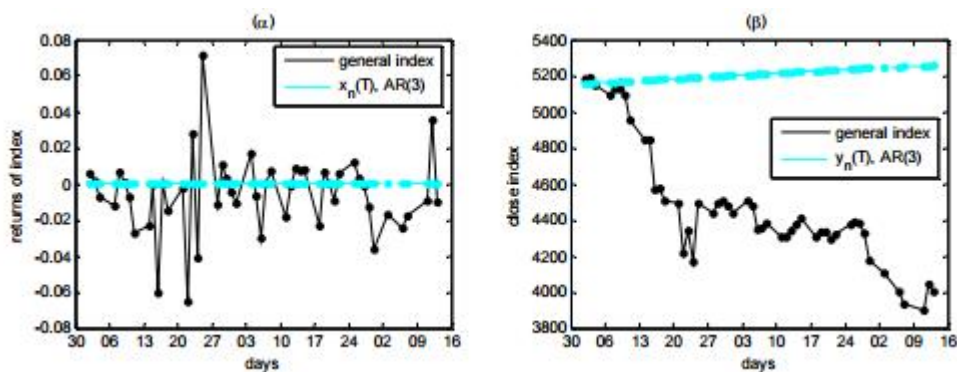 (α)
0.08
0.06
0.04
0.02
0
-0.02
-0.04
-0.06
-0.08
returns of index
general index
x_n(T), AR(3)
30 06 13 20 27 03 10 17 24 02 09 16
days
(β)
5400
5200
5000
4800
4600
4400
4200
4000
3800
close index
general index
y_n(T), AR(3)
30 06 13 20 27 03 10 17 24 02 09 16
days